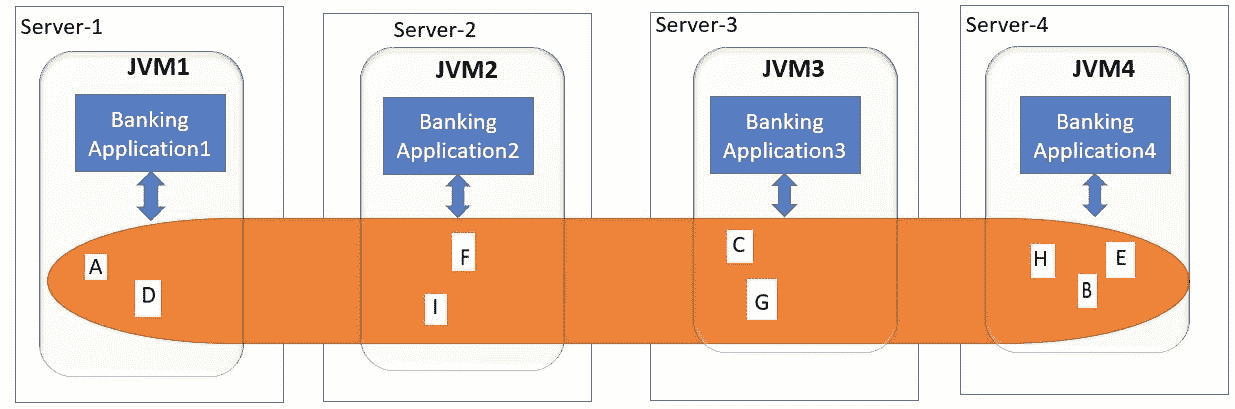 Server-1
JVM1
Banking
Application1
A
D
Server-2
JVM2
Banking
Application2
F
I
Server-3
JVM3
Banking
Application3
C
G
Server-4
JVM4
Banking
Application4
H
E
B